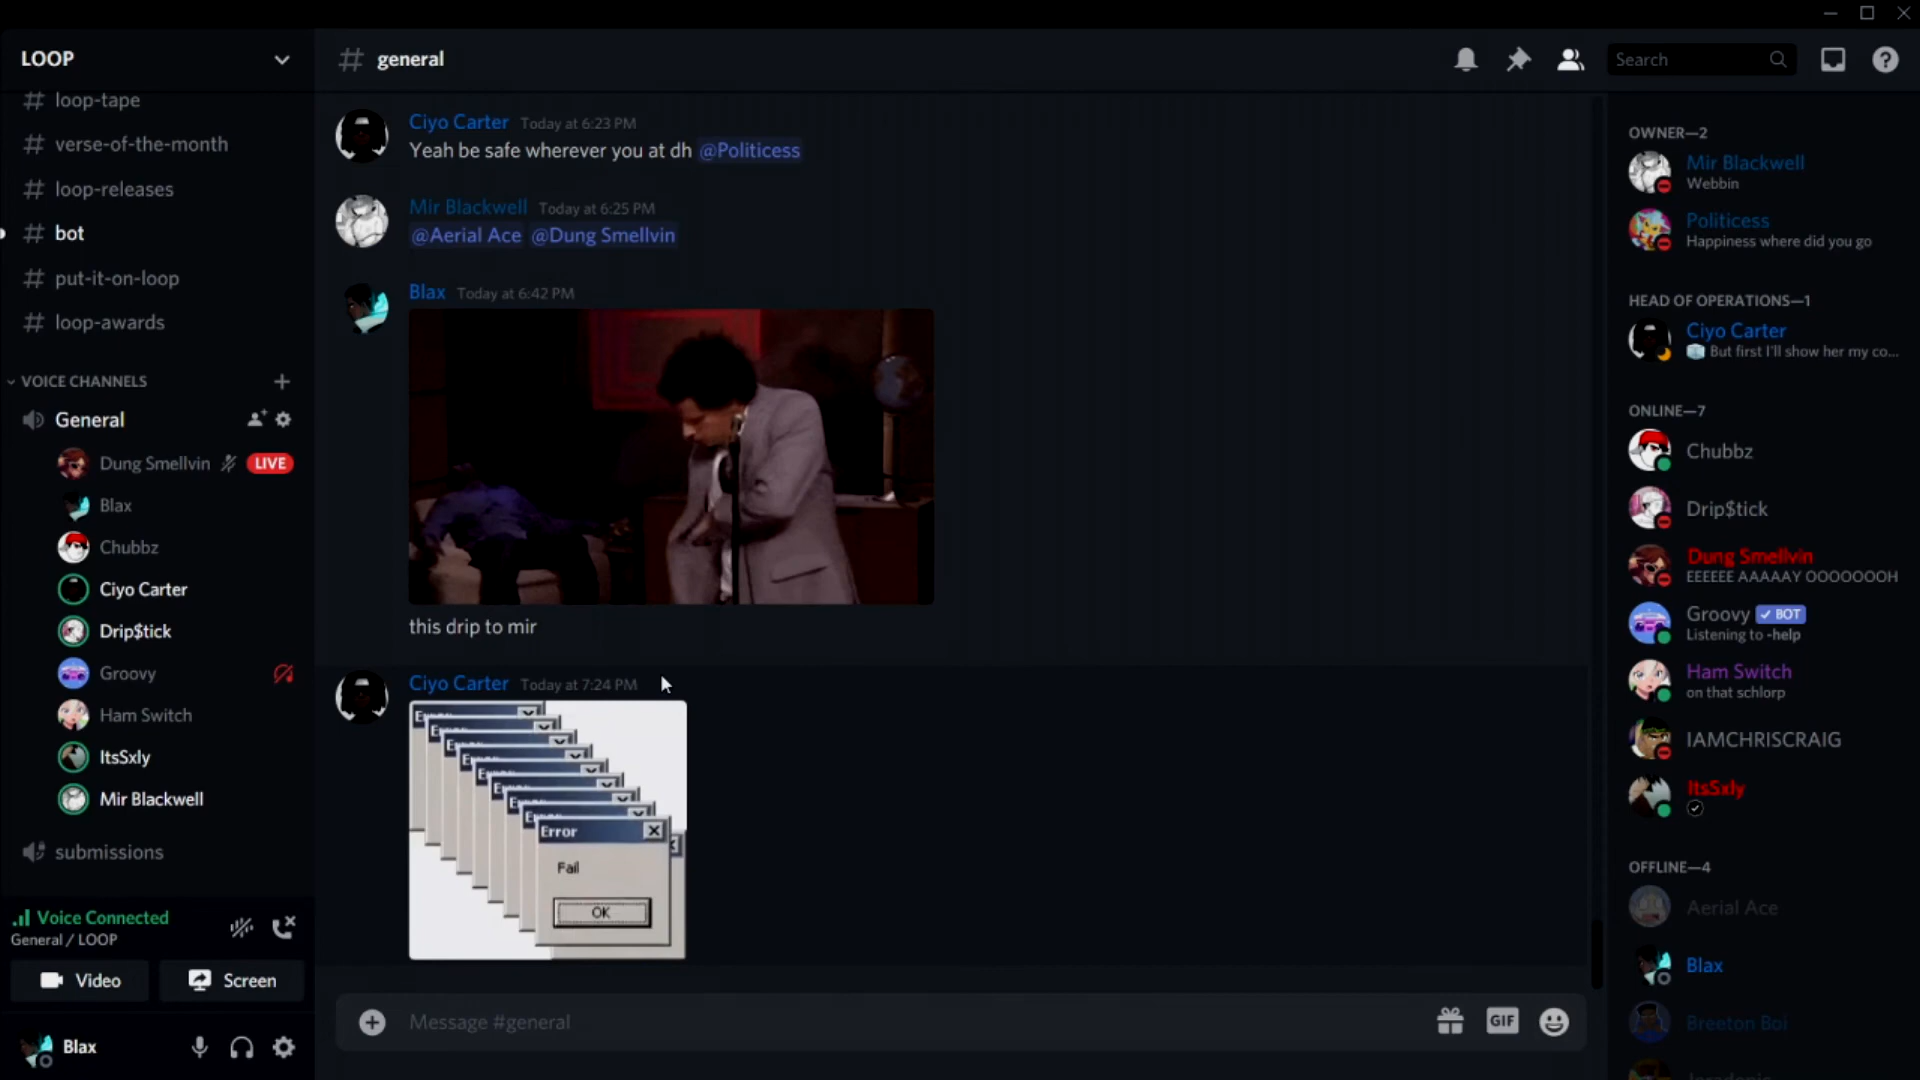 LOOP
# loop-tape
# verse-of-the-month
# loop-releases
# bot
# put-it-on-loop
# loop-awards
VOICE CHANNELS
General
Dung Smellvin LIVE
Blax
Chubbz
Ciyo Carter
Drip$tick
Groovy
Ham Switch
ItsSxly
Mir Blackwell
submissions
Voice Connected
General / LOOP
Video Screen
Blax
# general
Search
Ciyo Carter Today at 6:23 PM
Yeah be safe wherever you at dh @Politicess
Mir Blackwell Today at 6:25 PM
@Aerial Ace @Dung Smellvin
Blax Today at 6:42 PM
this drip to mir
Ciyo Carter Today at 7:24 PM
Error
Fail
OK
Message #general
GIF
OWNER—2
Mir Blackwell
Webbin
Politicess
Happiness where did you go
HEAD OF OPERATIONS—1
Ciyo Carter
But first I'll show her my co...
ONLINE—7
Chubbz
Drip$tick
Dung Smellvin
EEEEEE AAAAAY OOOOOOOH
Groovy BOT
Listening to -help
Ham Switch
on that schlorp
IAMCHRISCRAIG
ItsSxly
OFFLINE—4
Aerial Ace
Blax
Breeton Boi